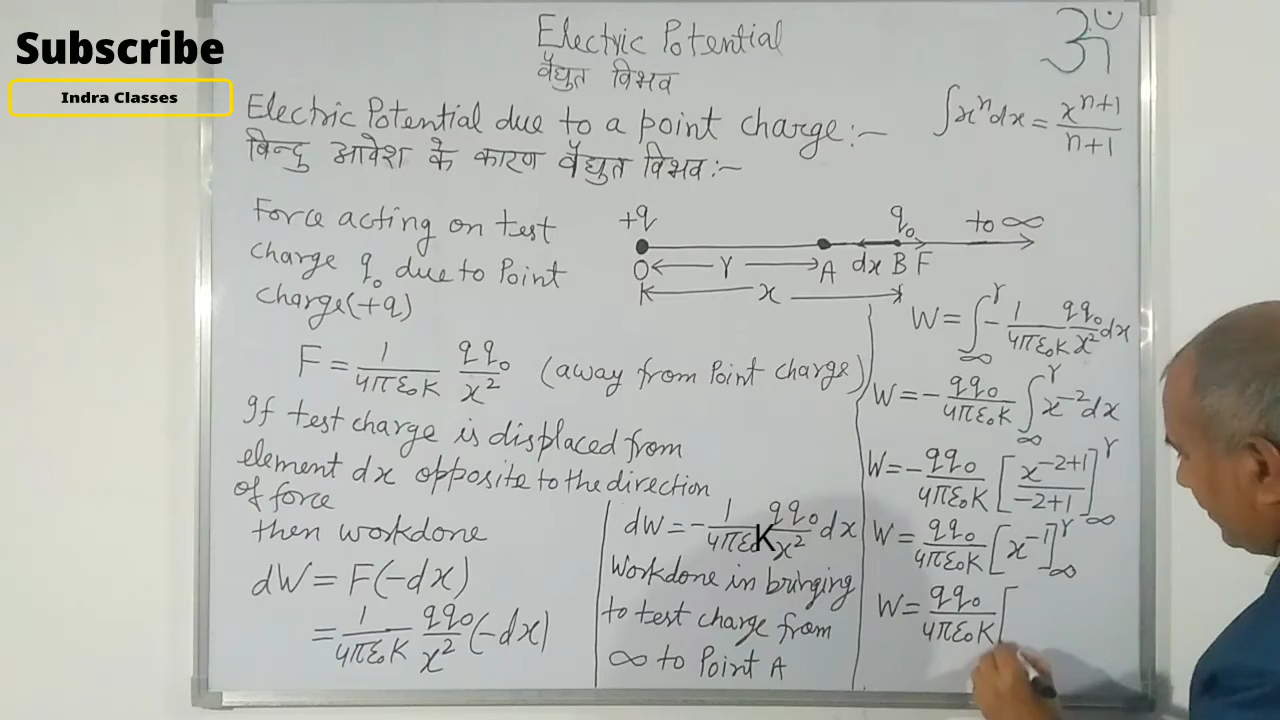 Subscribe
Indra Classes
Electric Potential
वैद्युत विभव
ॐ
Electric Potential due to a point charge:-
बिन्दु आवेश के कारण वैद्युत विभव:-
∫xⁿdx = xⁿ⁺¹/n+1
Force acting on test
charge q₀ due to Point
charge(+q)
+q q₀ to ∞
O r A dx B F
x
F = 1/4πε₀K qq₀/x² (away from Point charge)
If test charge is displaced from
element dx opposite to the direction
of force
then workdone
dW = F(-dx)
= 1/4πε₀K qq₀/x² (-dx)
dW = - 1/4πε₀K qq₀/x² dx
Workdone in bringing
to test charge from
∞ to Point A
W = ∫_∞^r - 1/4πε₀K qq₀/x² dx
W = - qq₀/4πε₀K ∫_∞^r x⁻² dx
W = - qq₀/4πε₀K [x⁻²⁺¹/-2+1]_∞^r
W = qq₀/4πε₀K [x⁻¹]_∞^r
W = qq₀/4πε₀K [